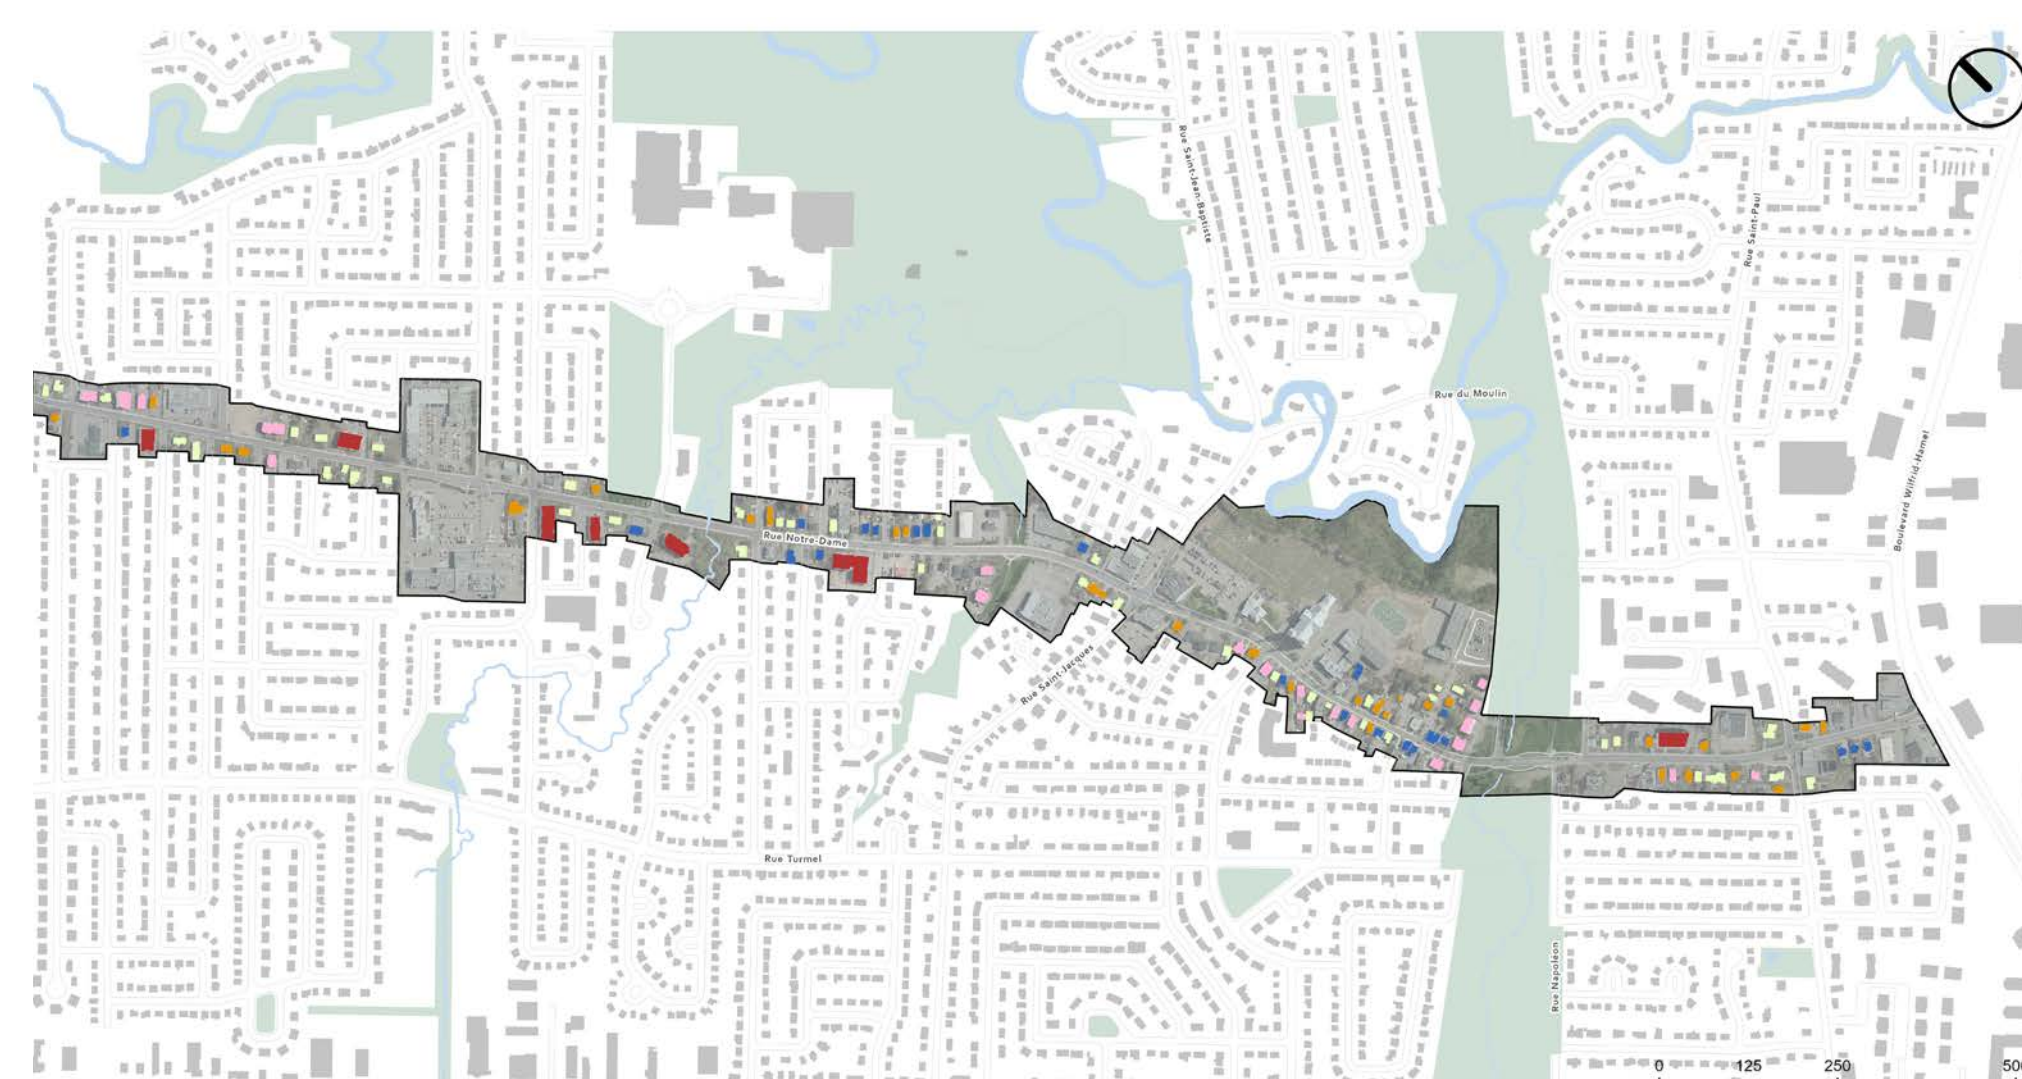 Rue Saint-Jean-Baptiste
Rue Saint-Paul
Rue du Moulin
Boulevard Wilfrid-Hamel
Rue Notre-Dame
Rue Saint-Jacques
Rue Turmel
Rue Napoléon
0 125 250